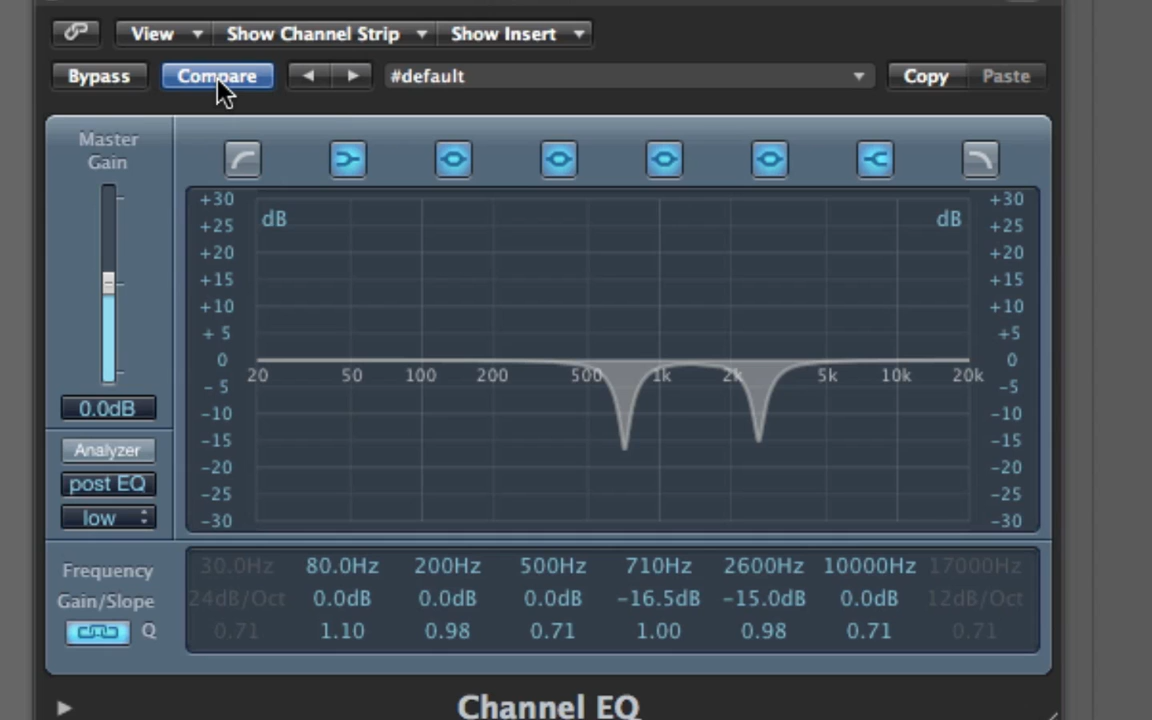 View Show Channel Strip Show Insert
Bypass Compare #default Copy Paste
Master
Gain
+30 +30
dB dB
+25 +25
+20 +20
+15 +15
+10 +10
+ 5 +5
0 0
20 50 100 200 500 1k 2k 5k 10k 20k
- 5 -5
-10 -10
0.0dB
-15 -15
Analyzer
-20 -20
post EQ
-25 -25
low
-30 -30
Frequency 30.0Hz 80.0Hz 200Hz 500Hz 710Hz 2600Hz 10000Hz 17000Hz
Gain/Slope 24dB/Oct 0.0dB 0.0dB 0.0dB -16.5dB -15.0dB 0.0dB 12dB/Oct
Q 0.71 1.10 0.98 0.71 1.00 0.98 0.71 0.71
Channel EQ